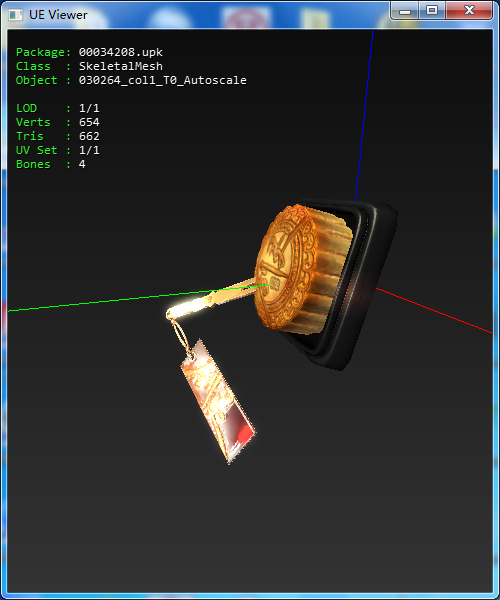 UE Viewer
Package: 00034208.upk
Class : SkeletalMesh
Object : 030264_col1_T0_Autoscale
LOD : 1/1
Verts : 654
Tris : 662
UV Set : 1/1
Bones : 4